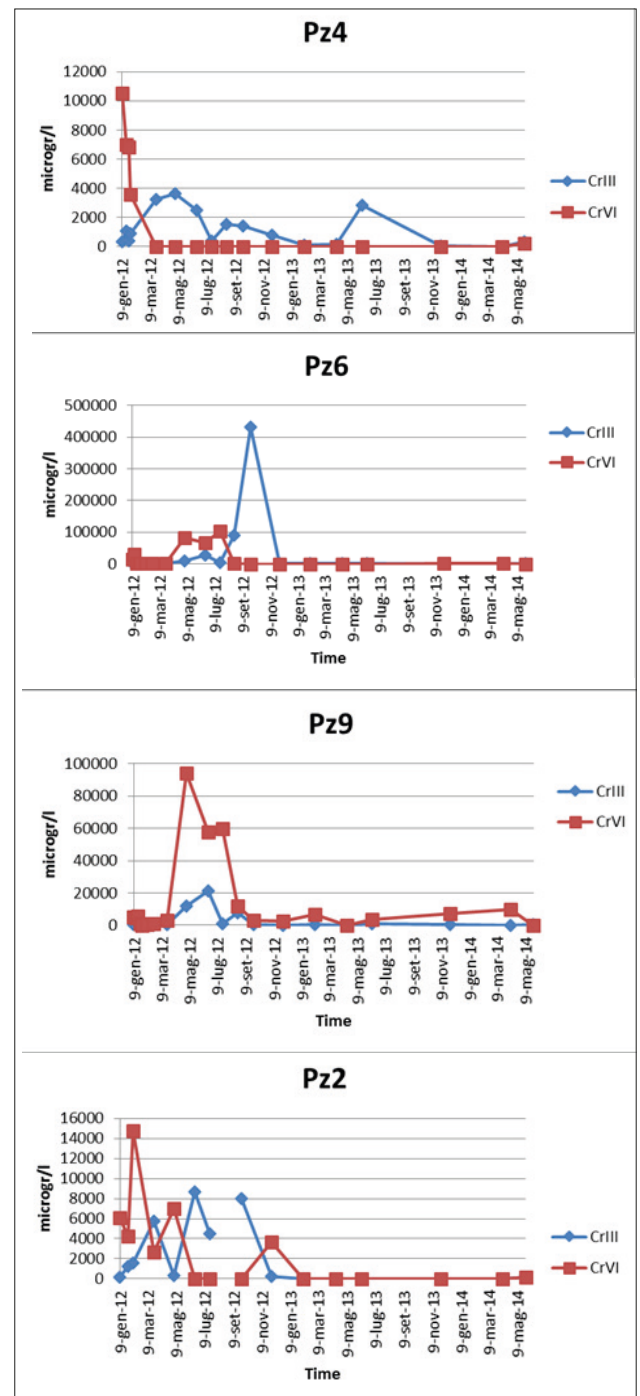 Pz4
12000
10000
8000
6000
4000
2000
0
microgr/l
9-gen-12
9-mar-12
9-mag-12
9-lug-12
9-set-12
9-nov-12
9-gen-13
9-mar-13
9-mag-13
9-lug-13
9-set-13
9-nov-13
9-gen-14
9-mar-14
9-mag-14
CrIII
CrVI
Pz6
500000
400000
300000
200000
100000
0
microgr/l
9-gen-12
9-mar-12
9-mag-12
9-lug-12
9-set-12
9-nov-12
9-gen-13
9-mar-13
9-mag-13
9-lug-13
9-set-13
9-nov-13
9-gen-14
9-mar-14
9-mag-14
Time
CrIII
CrVI
Pz9
100000
80000
60000
40000
20000
0
microgr/l
9-gen-12
9-mar-12
9-mag-12
9-lug-12
9-set-12
9-nov-12
9-gen-13
9-mar-13
9-mag-13
9-lug-13
9-set-13
9-nov-13
9-gen-14
9-mar-14
9-mag-14
Time
CrIII
CrVI
Pz2
16000
14000
12000
10000
8000
6000
4000
2000
0
microgr/l
9-gen-12
9-mar-12
9-mag-12
9-lug-12
9-set-12
9-nov-12
9-gen-13
9-mar-13
9-mag-13
9-lug-13
9-set-13
9-nov-13
9-gen-14
9-mar-14
9-mag-14
Time
CrIII
CrVI